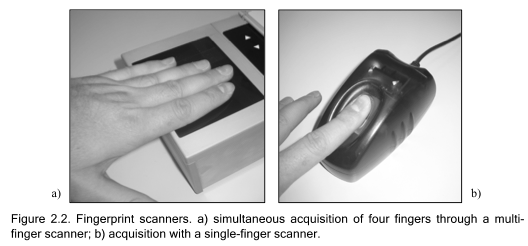 a)
b)
Figure 2.2. Fingerprint scanners. a) simultaneous acquisition of four fingers through a multi-
finger scanner; b) acquisition with a single-finger scanner.